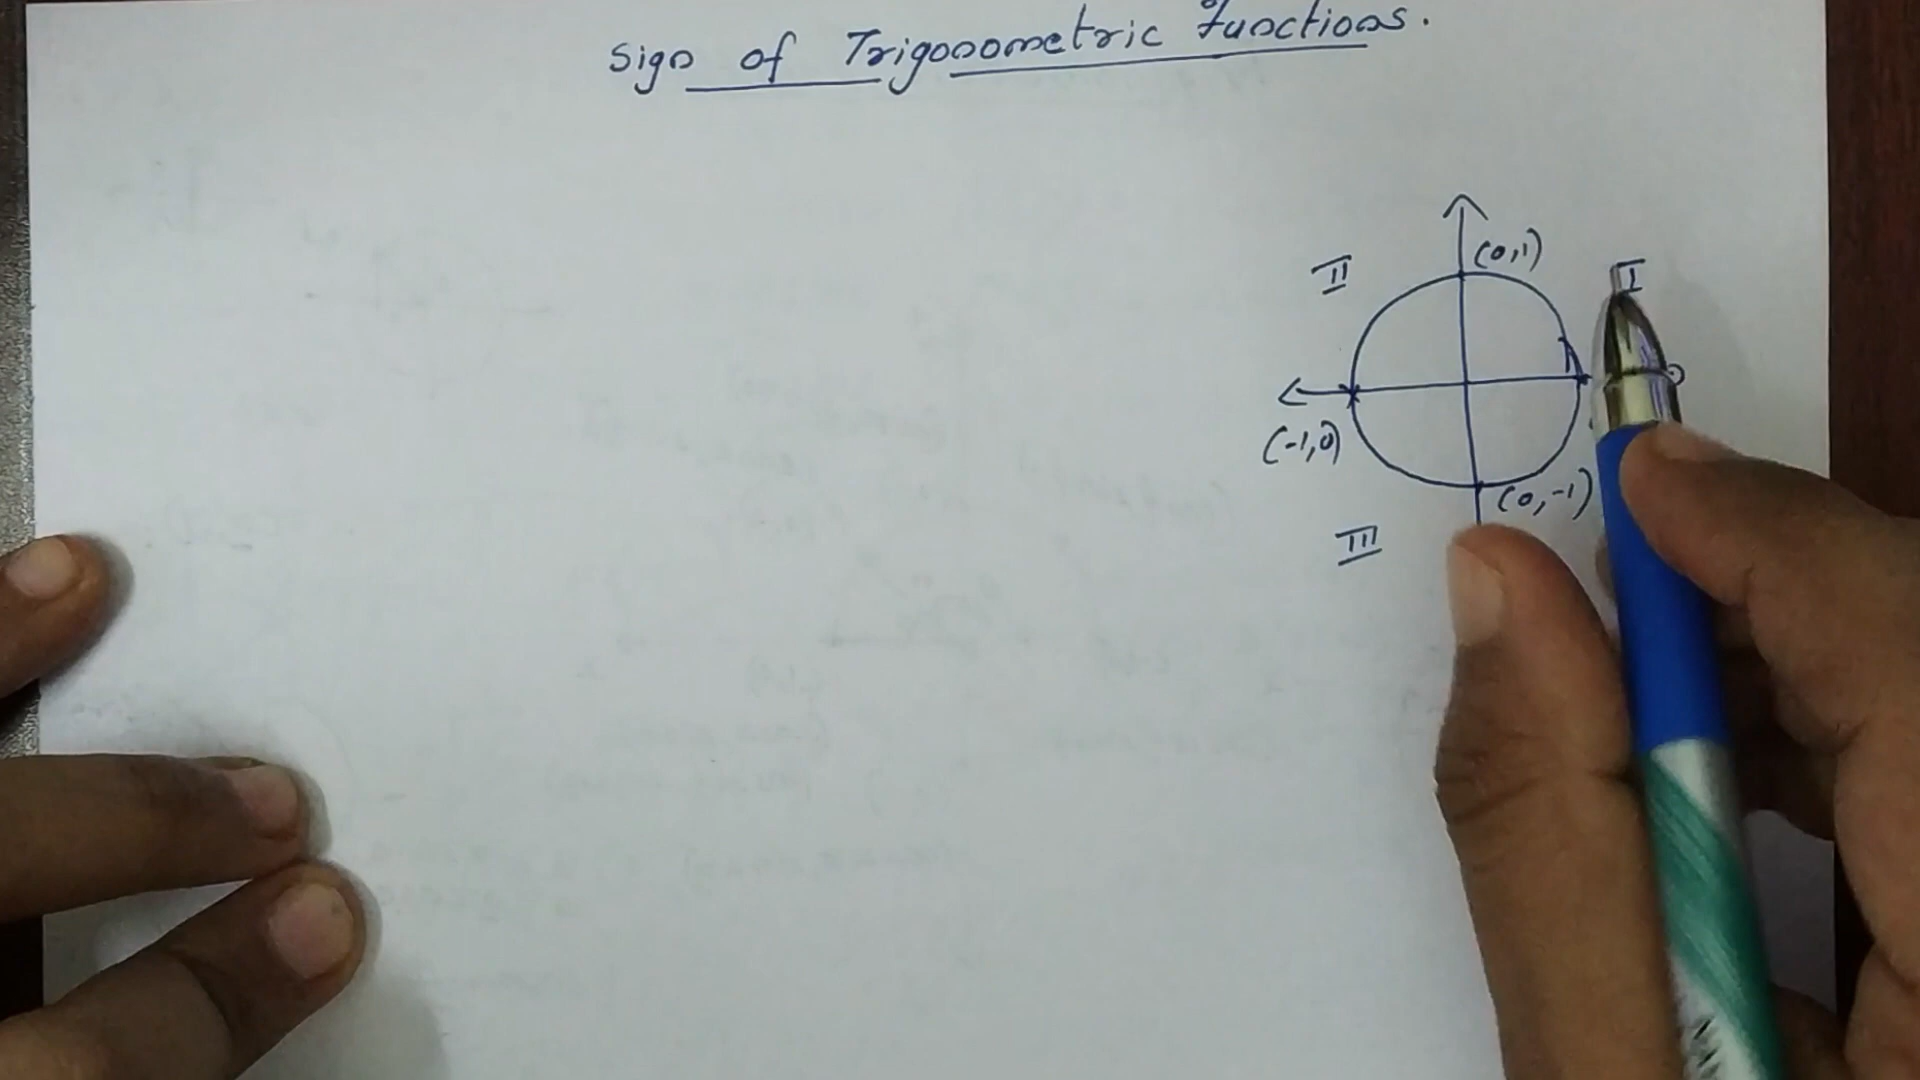 Sign of Trigonometric functions.
(0,1)
II
I
(-1,0)
(0,-1)
III